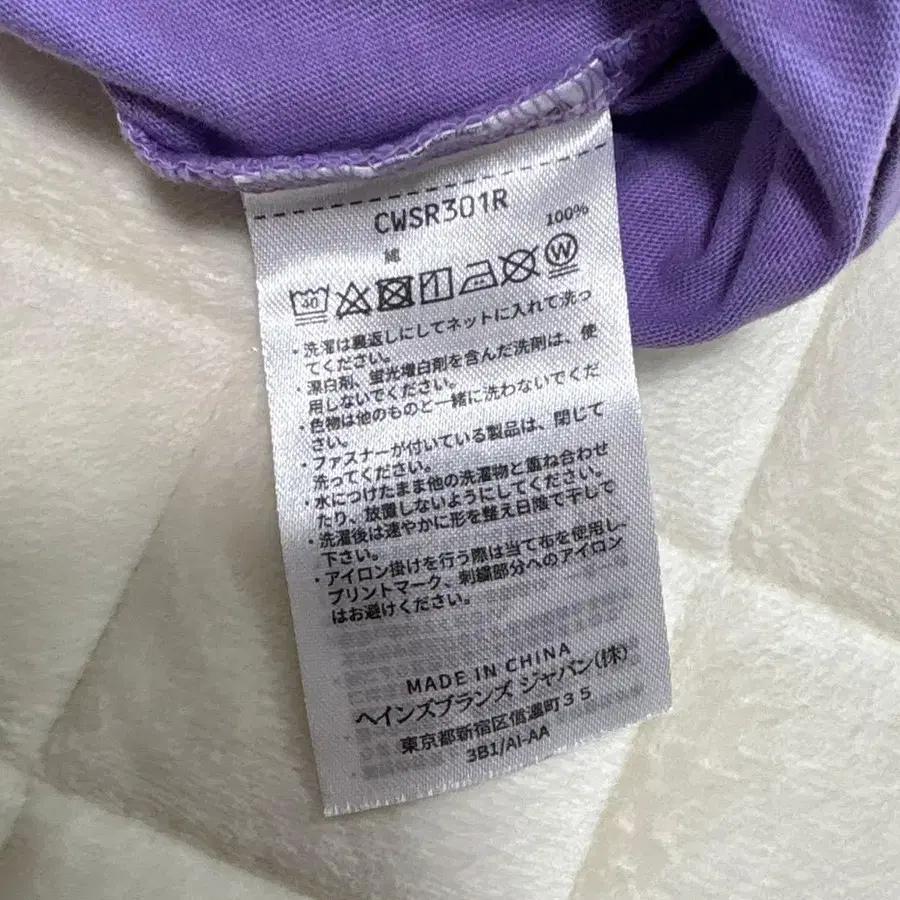 CWSR301R
綿 100%
40 W
・洗濯は裏返しにしてネットに入れて洗っ
てください。
・漂白剤、蛍光増白剤を含んだ洗剤は、使
用しないでください。
・色物は他のものと一緒に洗わないでくだ
さい。
・ファスナーが付いている製品は、閉じて
洗ってください。
・水につけたまま他の洗濯物と重ね合わせ
たり、放置しないようにしてください。
・洗濯後は速やかに形を整え日陰で干して
下さい。
・アイロン掛けを行う際は当て布を使用し、
プリントマーク、刺繍部分へのアイロン
はお避けください。
MADE IN CHINA
ヘインズブランズ ジャパン(株)
東京都新宿区信濃町35
3B1/AI-AA